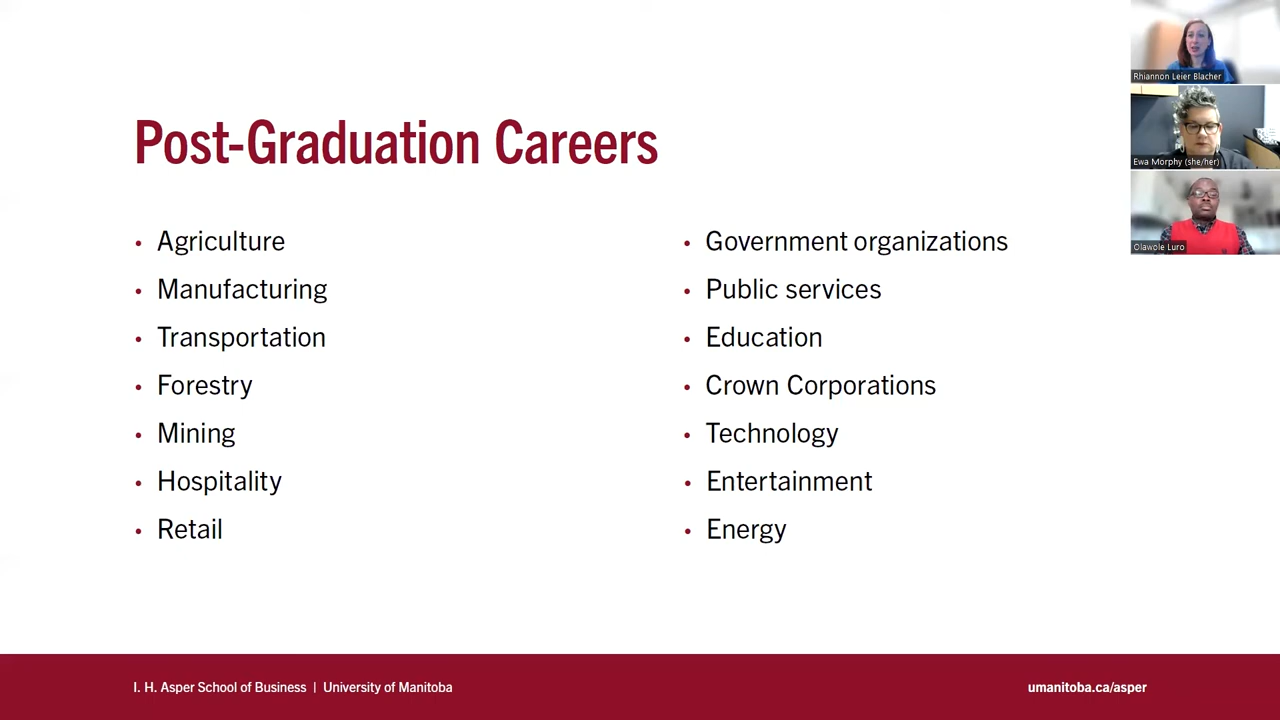 Post-Graduation Careers
• Agriculture
• Manufacturing
• Transportation
• Forestry
• Mining
• Hospitality
• Retail
• Government organizations
• Public services
• Education
• Crown Corporations
• Technology
• Entertainment
• Energy
Rhiannon Leier Blacher
Ewa Morphy (she/her)
Olawole Luro
I. H. Asper School of Business | University of Manitoba
umanitoba.ca/asper